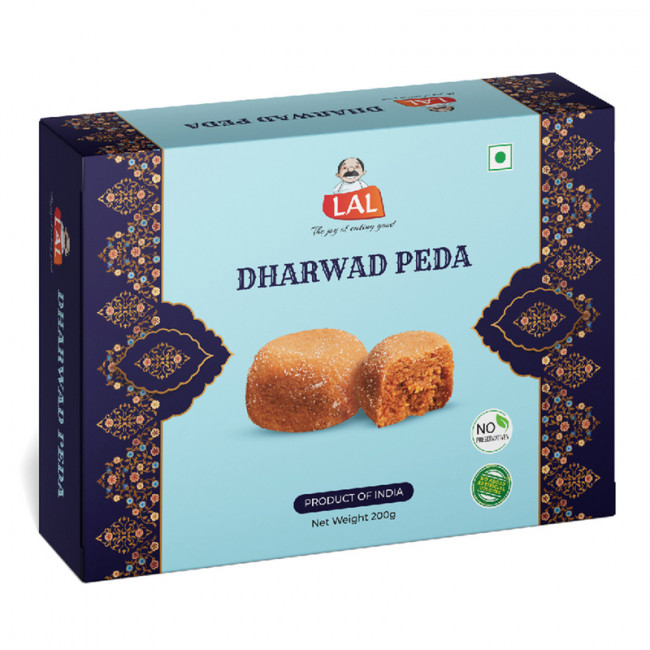 DHARWAD PEDA
LAL
LAL
The joy of eating good
DHARWAD PEDA
NO
PRESERVATIVES
PRODUCT OF INDIA
Net Weight 200g
LAL
DHARWAD PEDA